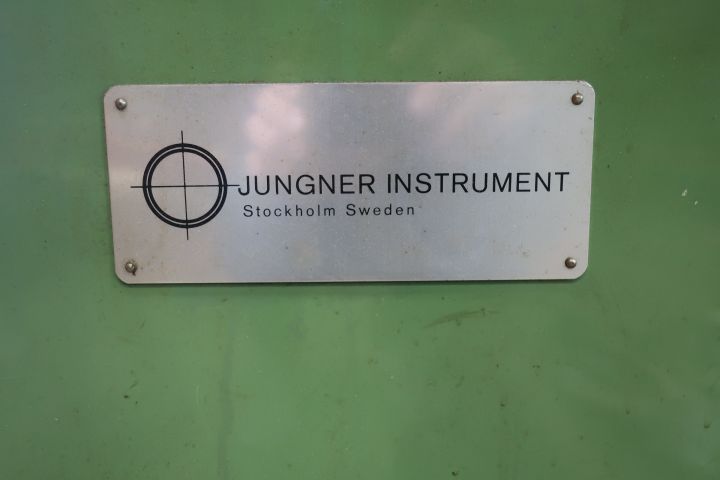 JUNGNER INSTRUMENT
Stockholm Sweden